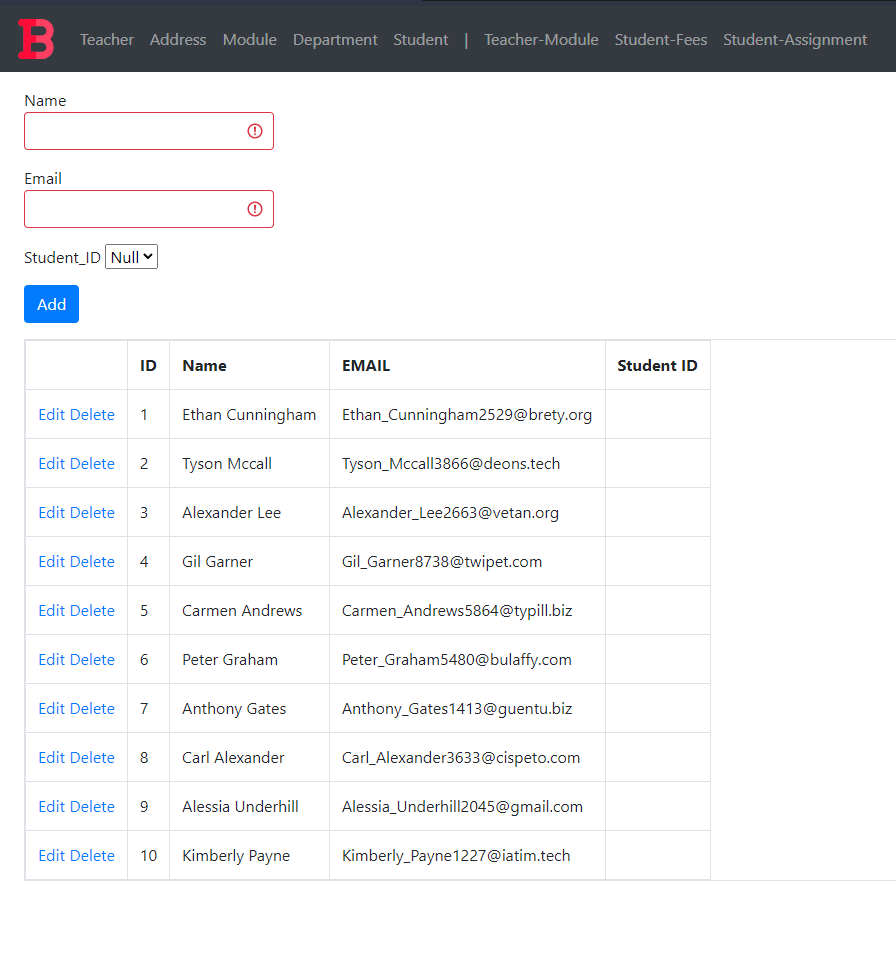 B Teacher Address Module Department Student | Teacher-Module Student-Fees Student-Assignment
Name
Email
Student_ID Null
Add
ID Name EMAIL Student ID
Edit Delete 1 Ethan Cunningham Ethan_Cunningham2529@brety.org
Edit Delete 2 Tyson Mccall Tyson_Mccall3866@deons.tech
Edit Delete 3 Alexander Lee Alexander_Lee2663@vetan.org
Edit Delete 4 Gil Garner Gil_Garner8738@twipet.com
Edit Delete 5 Carmen Andrews Carmen_Andrews5864@typill.biz
Edit Delete 6 Peter Graham Peter_Graham5480@bulaffy.com
Edit Delete 7 Anthony Gates Anthony_Gates1413@guentu.biz
Edit Delete 8 Carl Alexander Carl_Alexander3633@cispeto.com
Edit Delete 9 Alessia Underhill Alessia_Underhill2045@gmail.com
Edit Delete 10 Kimberly Payne Kimberly_Payne1227@iatim.tech